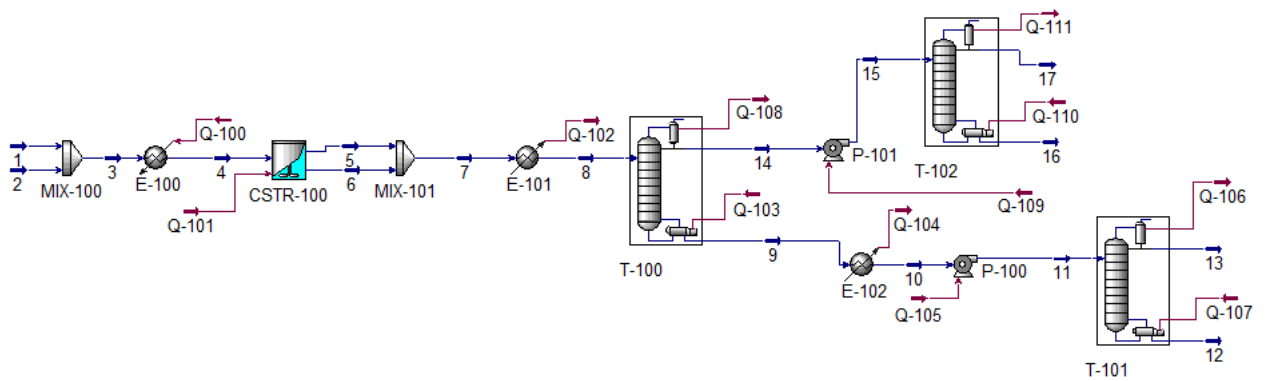 Q-111
15
17
Q-108
Q-110
Q-100
Q-102
1
3
4
5
7
8
14
P-101
16
2
6
MIX-100
E-100
CSTR-100
MIX-101
E-101
T-102
Q-101
Q-103
Q-109
Q-106
Q-104
T-100
9
10
P-100
11
13
E-102
Q-105
Q-107
12
T-101